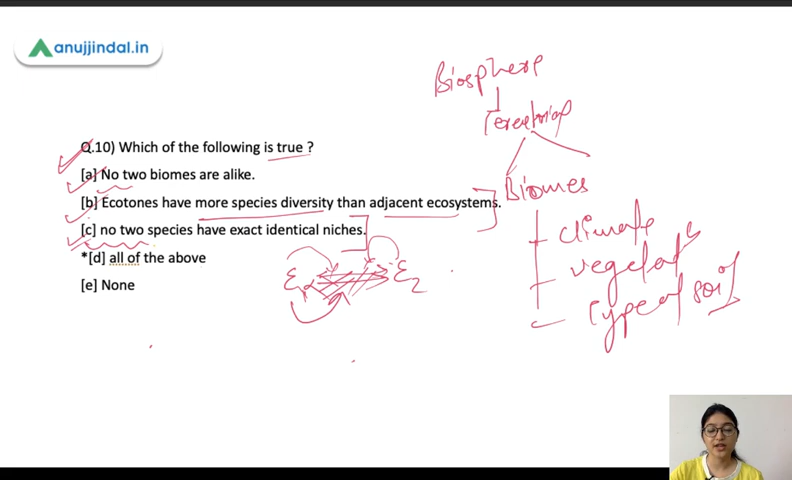 anujjindal.in
Q.10) Which of the following is true ?
[a] No two biomes are alike.
[b] Ecotones have more species diversity than adjacent ecosystems.
[c] no two species have exact identical niches.
*[d] all of the above
[e] None
Biosphere
Biomes
climate
type of soil
E1
E2